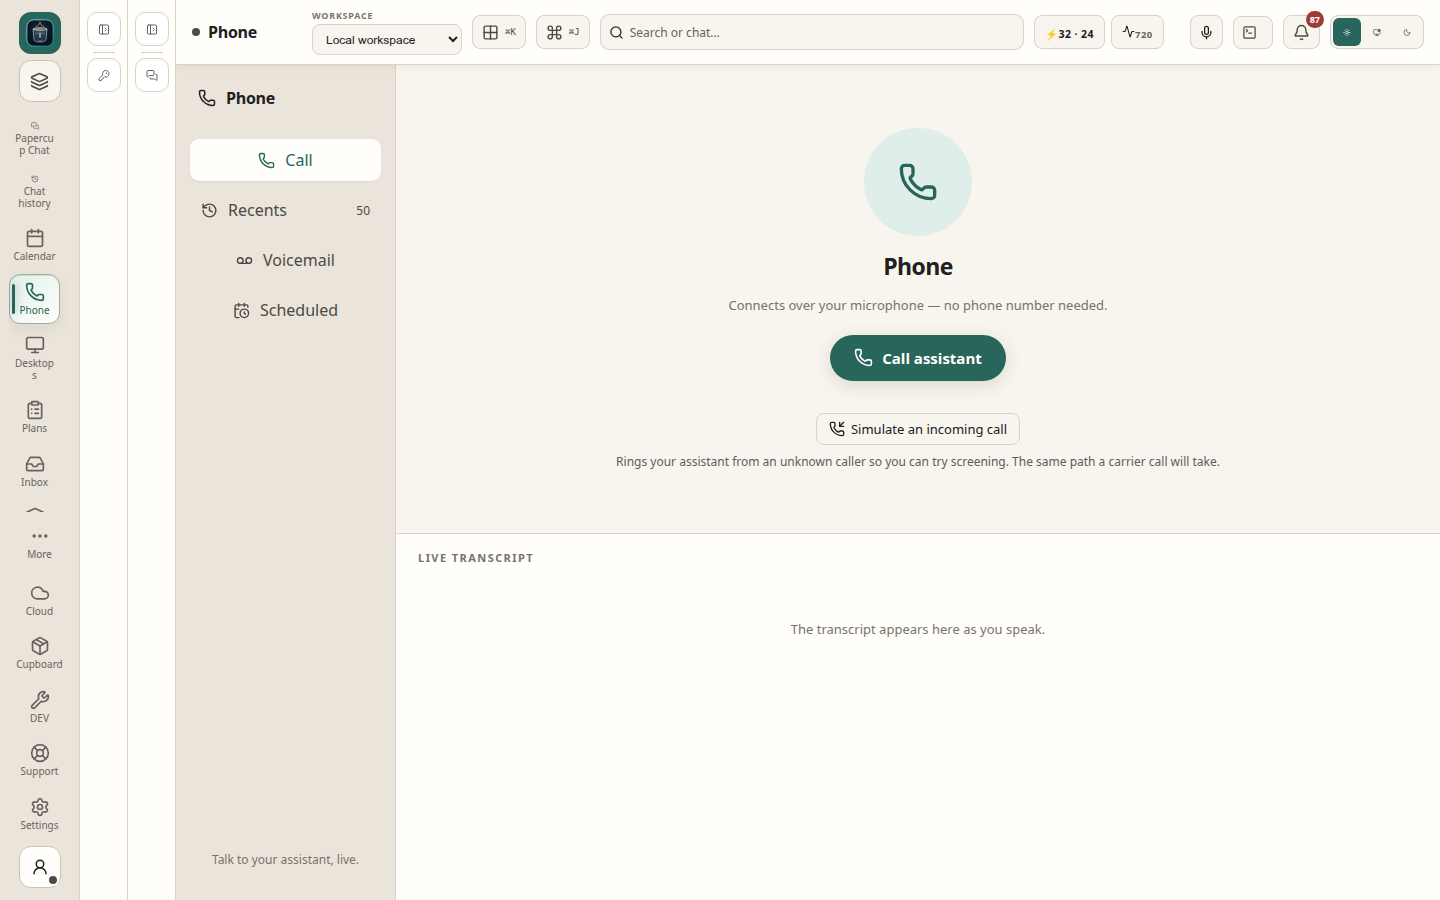 Papercu
p Chat
Chat
history
Calendar
Phone
Desktop
s
Plans
Inbox
More
Cloud
Cupboard
DEV
Support
Settings
Phone
WORKSPACE
Local workspace
⌘K
⌘J
Search or chat...
⚡32 · 24
720
87
Phone
Call
Recents
50
Voicemail
Scheduled
Talk to your assistant, live.
Phone
Connects over your microphone — no phone number needed.
Call assistant
Simulate an incoming call
Rings your assistant from an unknown caller so you can try screening. The same path a carrier call will take.
LIVE TRANSCRIPT
The transcript appears here as you speak.